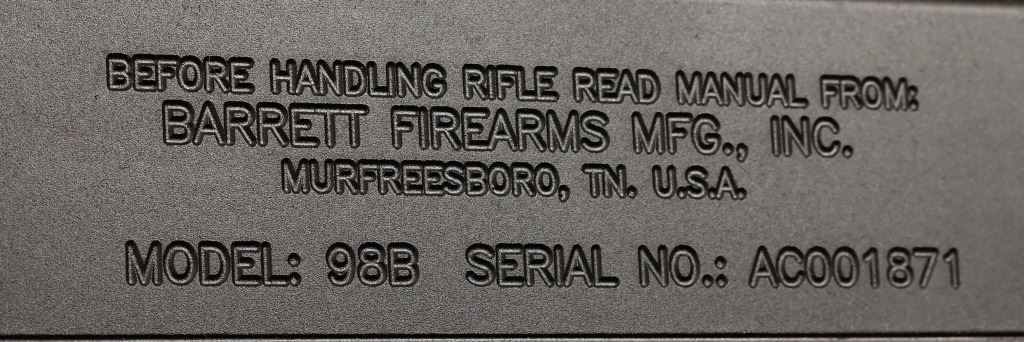 BEFORE HANDLING RIFLE READ MANUAL FROM:
BARRETT FIREARMS MFG., INC.
MURFREESBORO, TN. U.S.A.
MODEL: 98B SERIAL NO.: AC001871